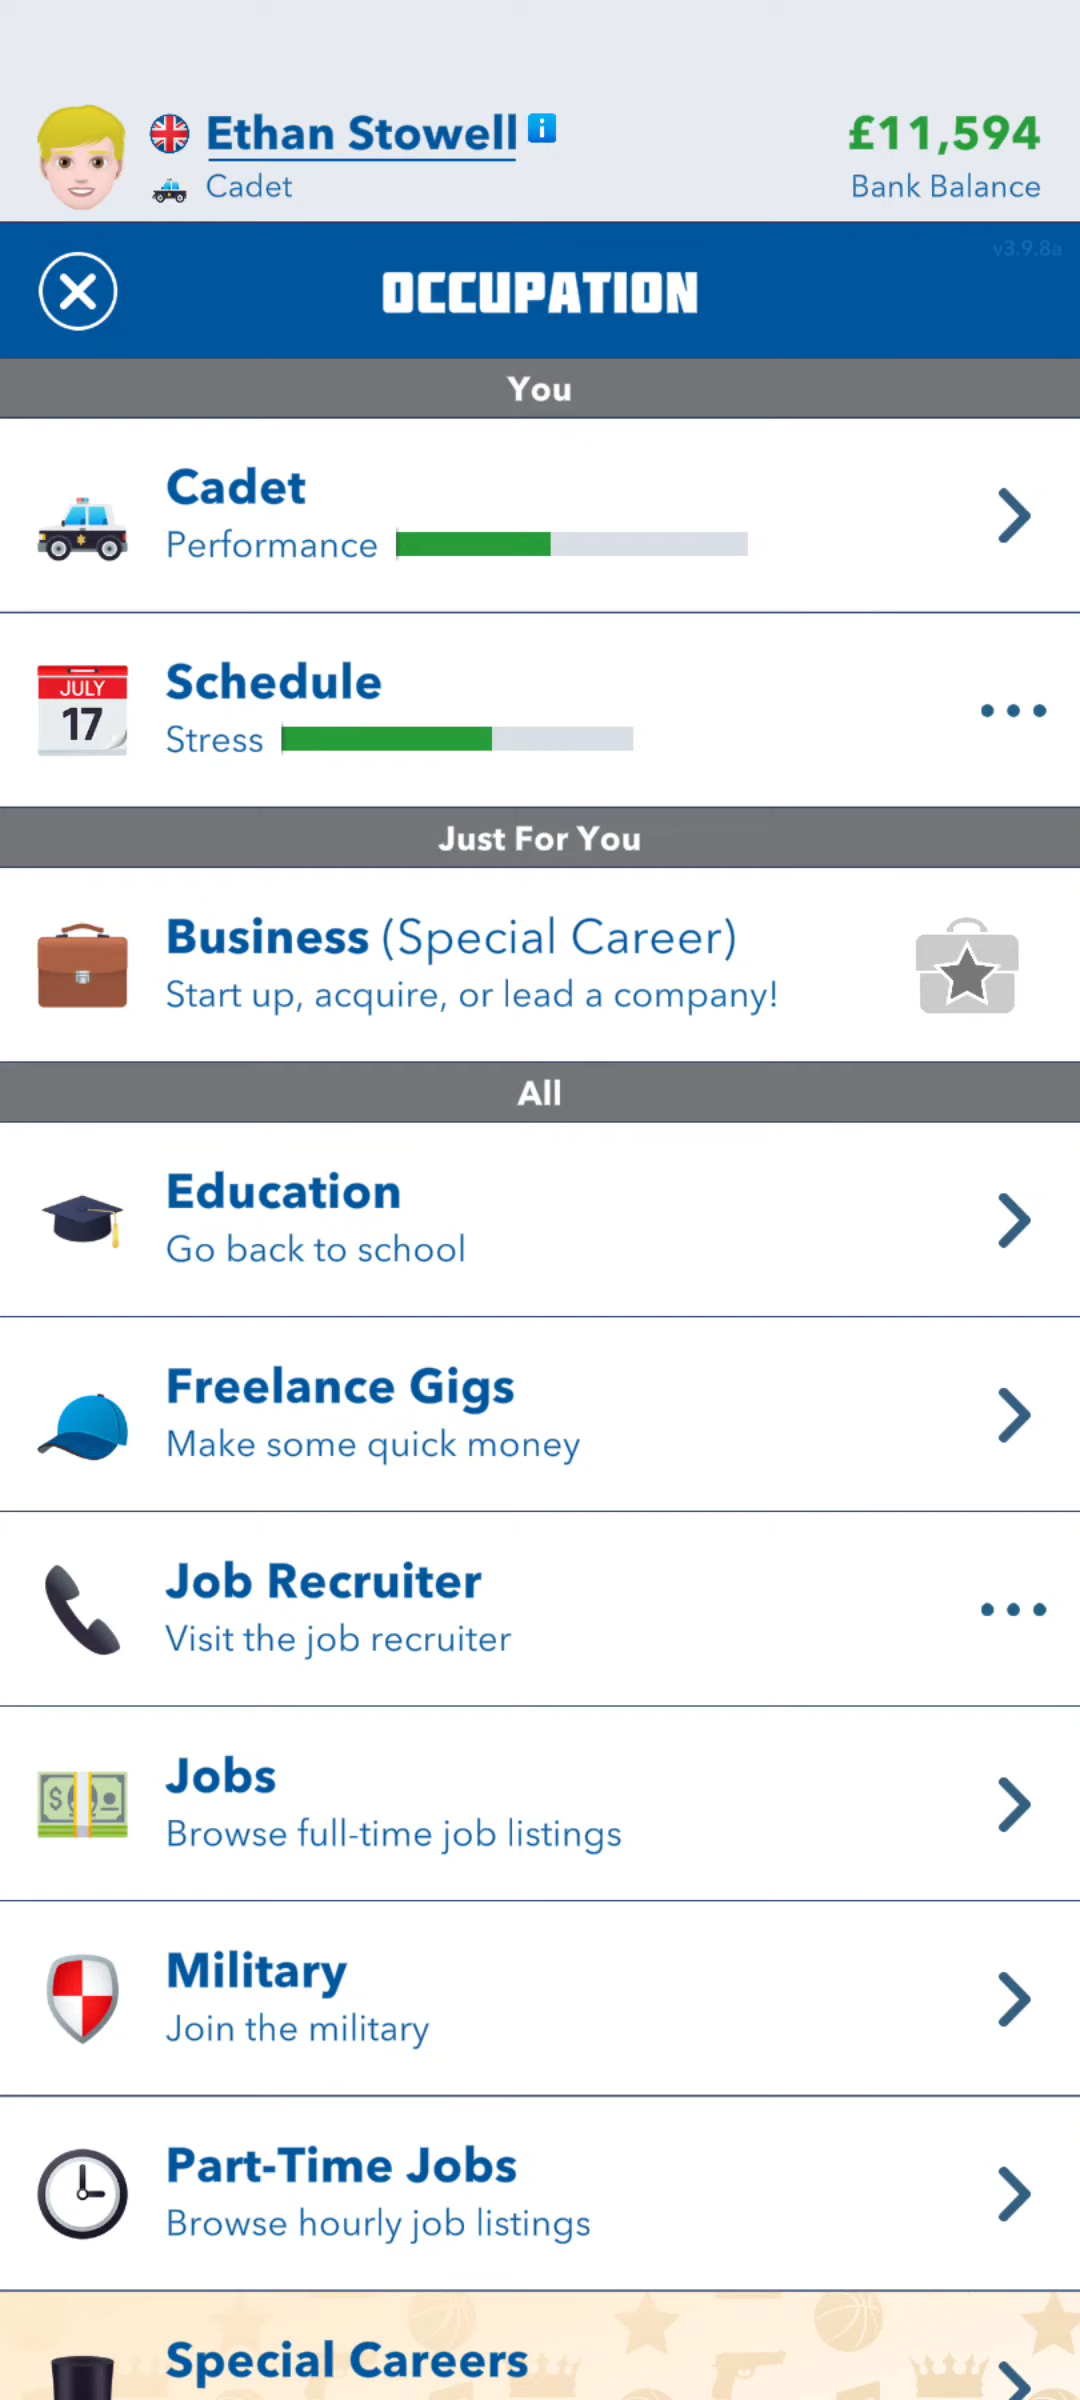 Ethan Stowell
Cadet
£11,594
Bank Balance
v3.9.8a
OCCUPATION
You
Cadet
Performance
JULY
17
Schedule
Stress
Just For You
Business (Special Career)
Start up, acquire, or lead a company!
All
Education
Go back to school
Freelance Gigs
Make some quick money
Job Recruiter
Visit the job recruiter
Jobs
Browse full-time job listings
Military
Join the military
Part-Time Jobs
Browse hourly job listings
Special Careers